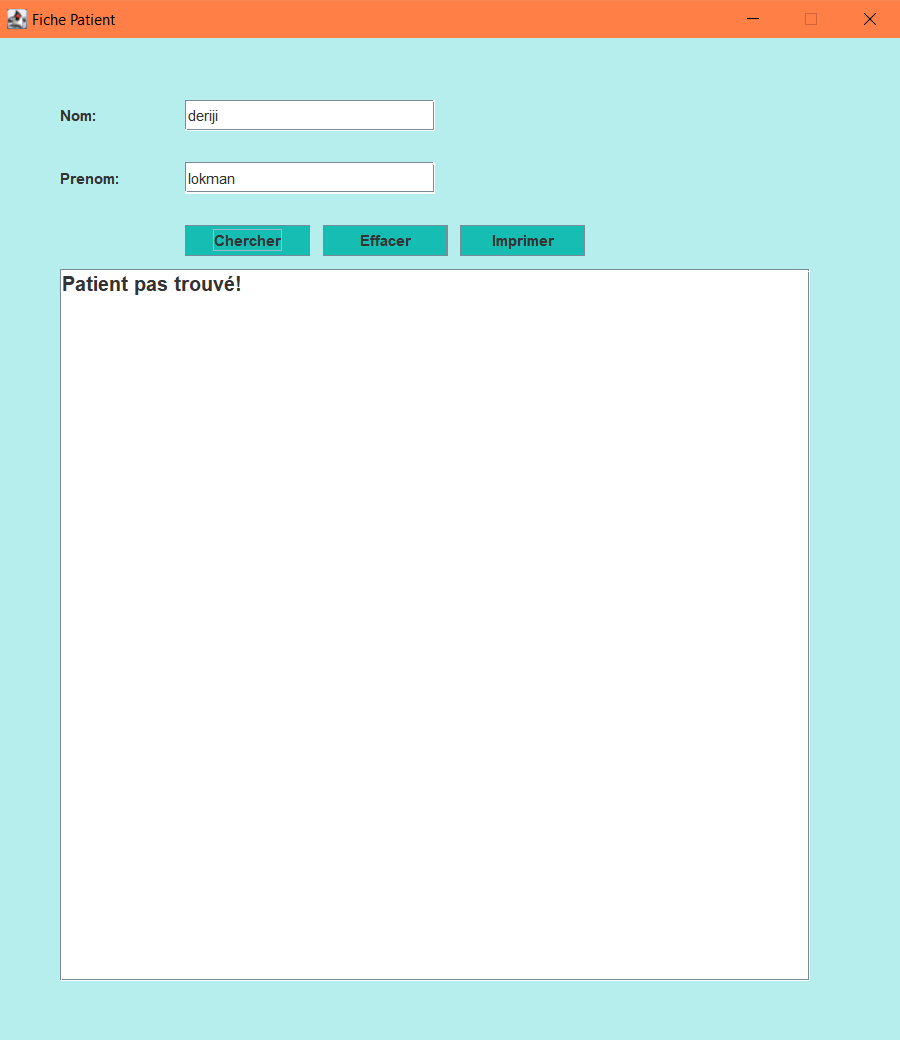 Fiche Patient
Nom: deriji
Prenom: lokman
Chercher Effacer Imprimer
Patient pas trouvé!